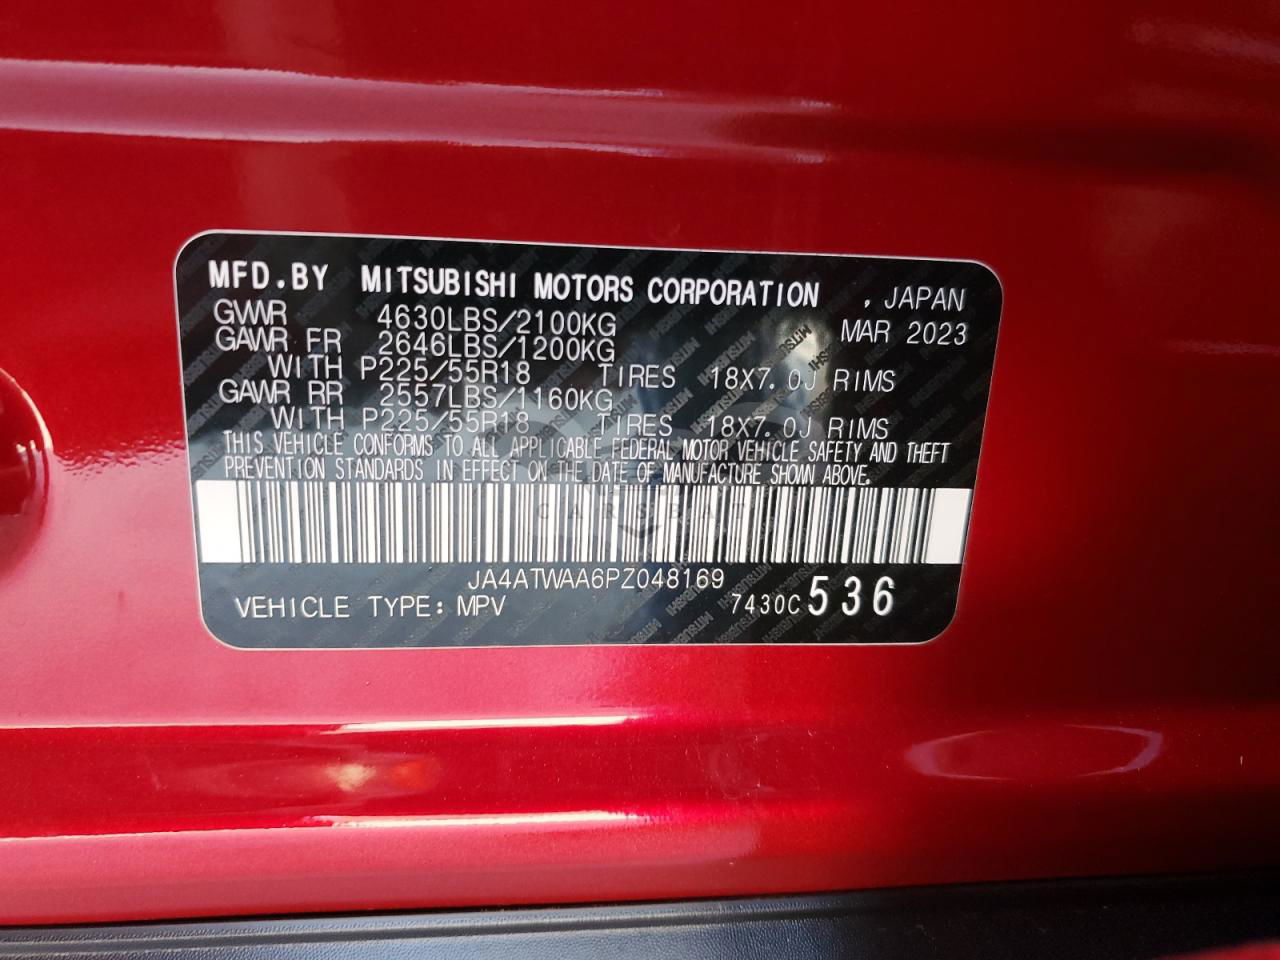 MFD.BY MITSUBISHI MOTORS CORPORATION , JAPAN
GVWR 4630LBS/2100KG MAR 2023
GAWR FR 2646LBS/1200KG
WITH P225/55R18 TIRES 18X7.0J RIMS
GAWR RR 2557LBS/1160KG
WITH P225/55R18 TIRES 18X7.0J RIMS
THIS VEHICLE CONFORMS TO ALL APPLICABLE FEDERAL MOTOR VEHICLE SAFETY AND THEFT
PREVENTION STANDARDS IN EFFECT ON THE DATE OF MANUFACTURE SHOWN ABOVE.
JA4ATWAA6PZ048169
VEHICLE TYPE: MPV 7430C 536